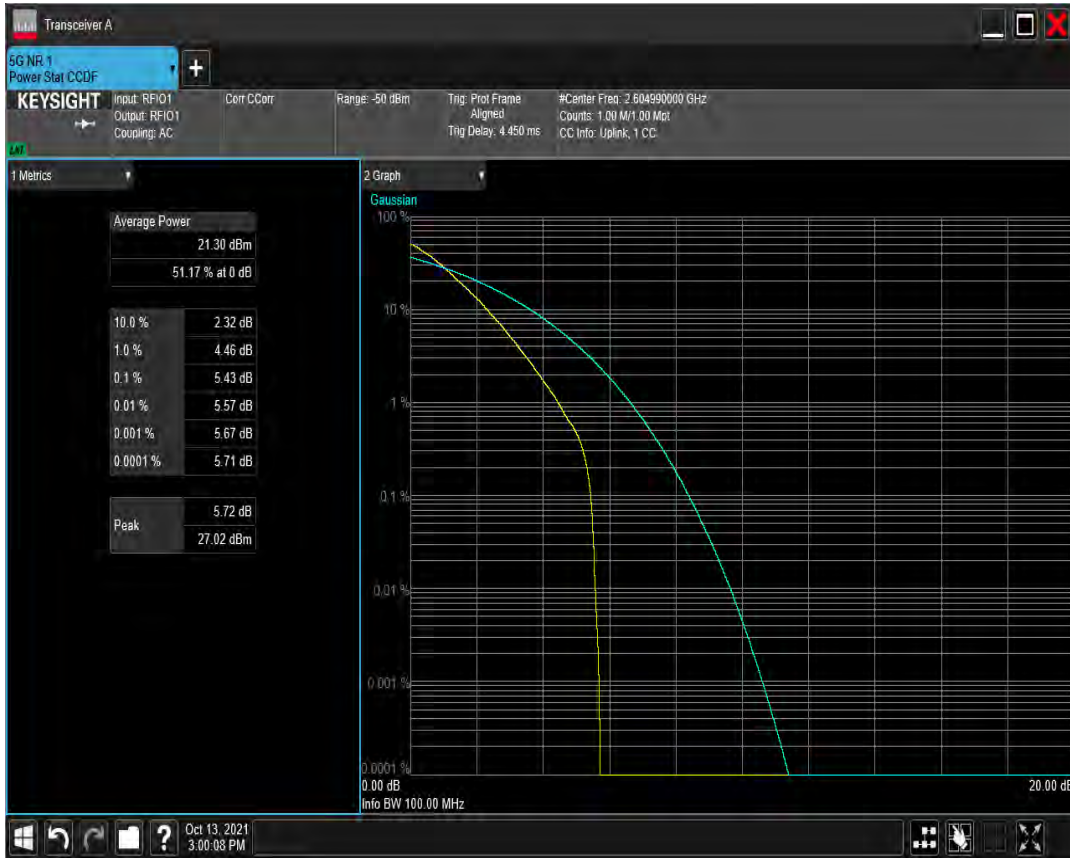 Transceiver A
5G NR 1
Power Stat CCDF
+
KEYSIGHT
Input: RFIO1
Output: RFIO1
Coupling: AC
Corr CCorr
Range: -50 dBm
Trig: Prot Frame
Aligned
Trig Delay: 4.450 ms
#Center Freq: 2.604990000 GHz
Counts: 1.00 M/1.00 Mpt
CC Info: Uplink, 1 CC
LNI
1 Metrics
Average Power
21.30 dBm
51.17 % at 0 dB
10.0 % 2.32 dB
1.0 % 4.46 dB
0.1 % 5.43 dB
0.01 % 5.57 dB
0.001 % 5.67 dB
0.0001 % 5.71 dB
Peak
5.72 dB
27.02 dBm
2 Graph
Gaussian
100 %
10 %
1 %
0.1 %
0.01 %
0.001 %
0.0001 %
0.00 dB
20.00 dB
Info BW 100.00 MHz
?
Oct 13, 2021
3:00:08 PM